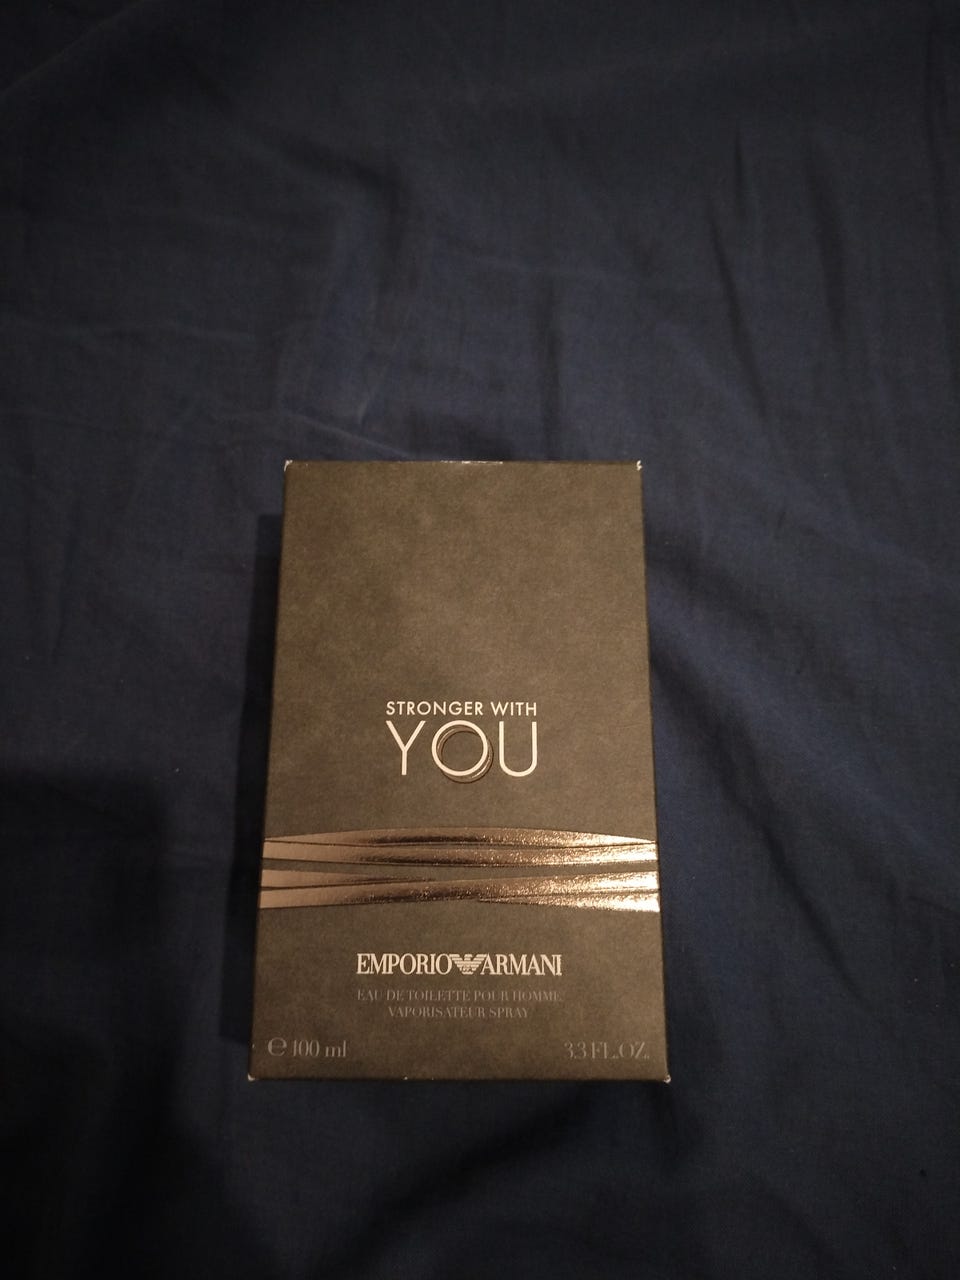 STRONGER WITH
YOU
EMPORIO ARMANI
EAU DE TOILETTE POUR HOMME
VAPORISATEUR SPRAY
℮ 100 ml 3.3 FL.OZ.